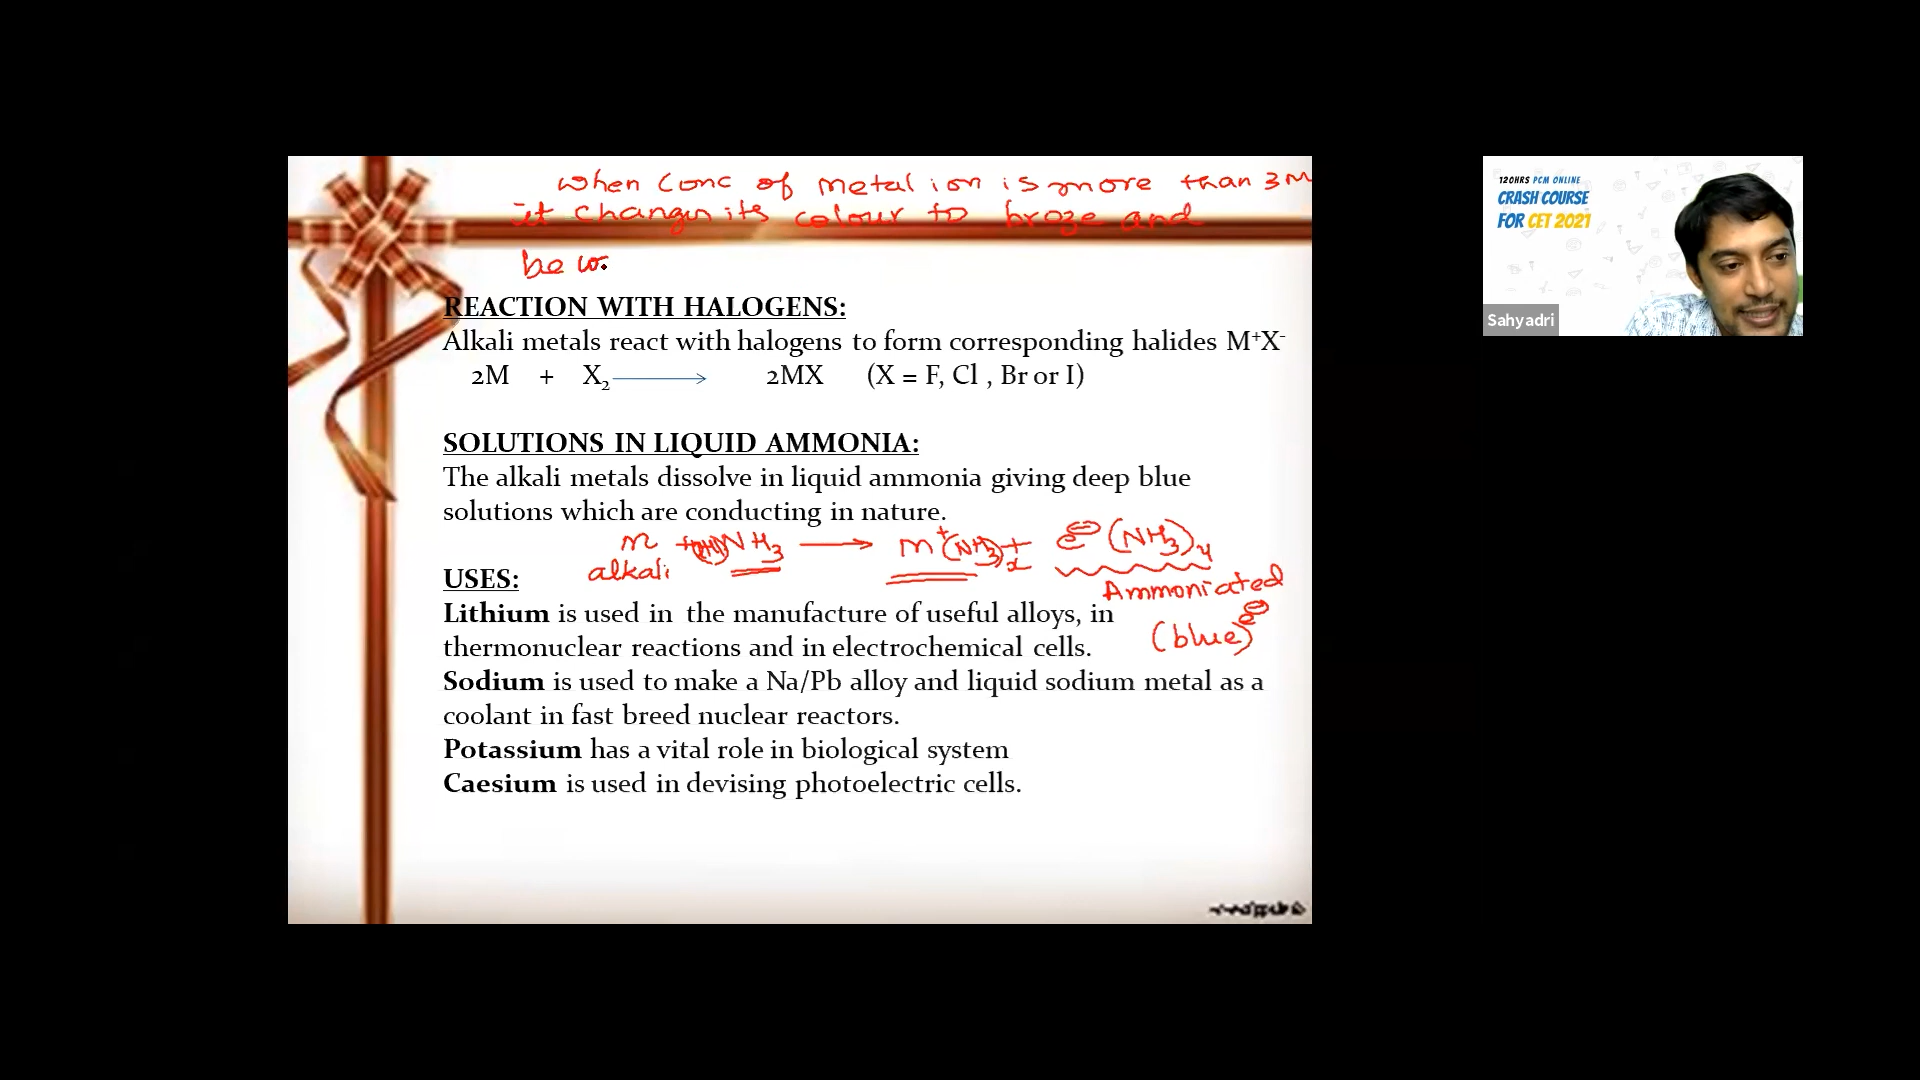 when Conc of metal ion is more than 3M
it changes its colour to broze and
be
REACTION WITH HALOGENS:
Alkali metals react with halogens to form corresponding halides M⁺X⁻
2M + X₂ ⟶ 2MX (X = F, Cl , Br or I)
SOLUTIONS IN LIQUID AMMONIA:
The alkali metals dissolve in liquid ammonia giving deep blue
solutions which are conducting in nature.
NH₃ ⟶ M⁺(NH₃)ₓ + e⊖(NH₃)y
alkali
Ammoniated
e⊖
(blue)
USES:
Lithium is used in the manufacture of useful alloys, in
thermonuclear reactions and in electrochemical cells.
Sodium is used to make a Na/Pb alloy and liquid sodium metal as a
coolant in fast breed nuclear reactors.
Potassium has a vital role in biological system
Caesium is used in devising photoelectric cells.
120HRS PCM ONLINE
CRASH COURSE
FOR CET 2021
Sahyadri